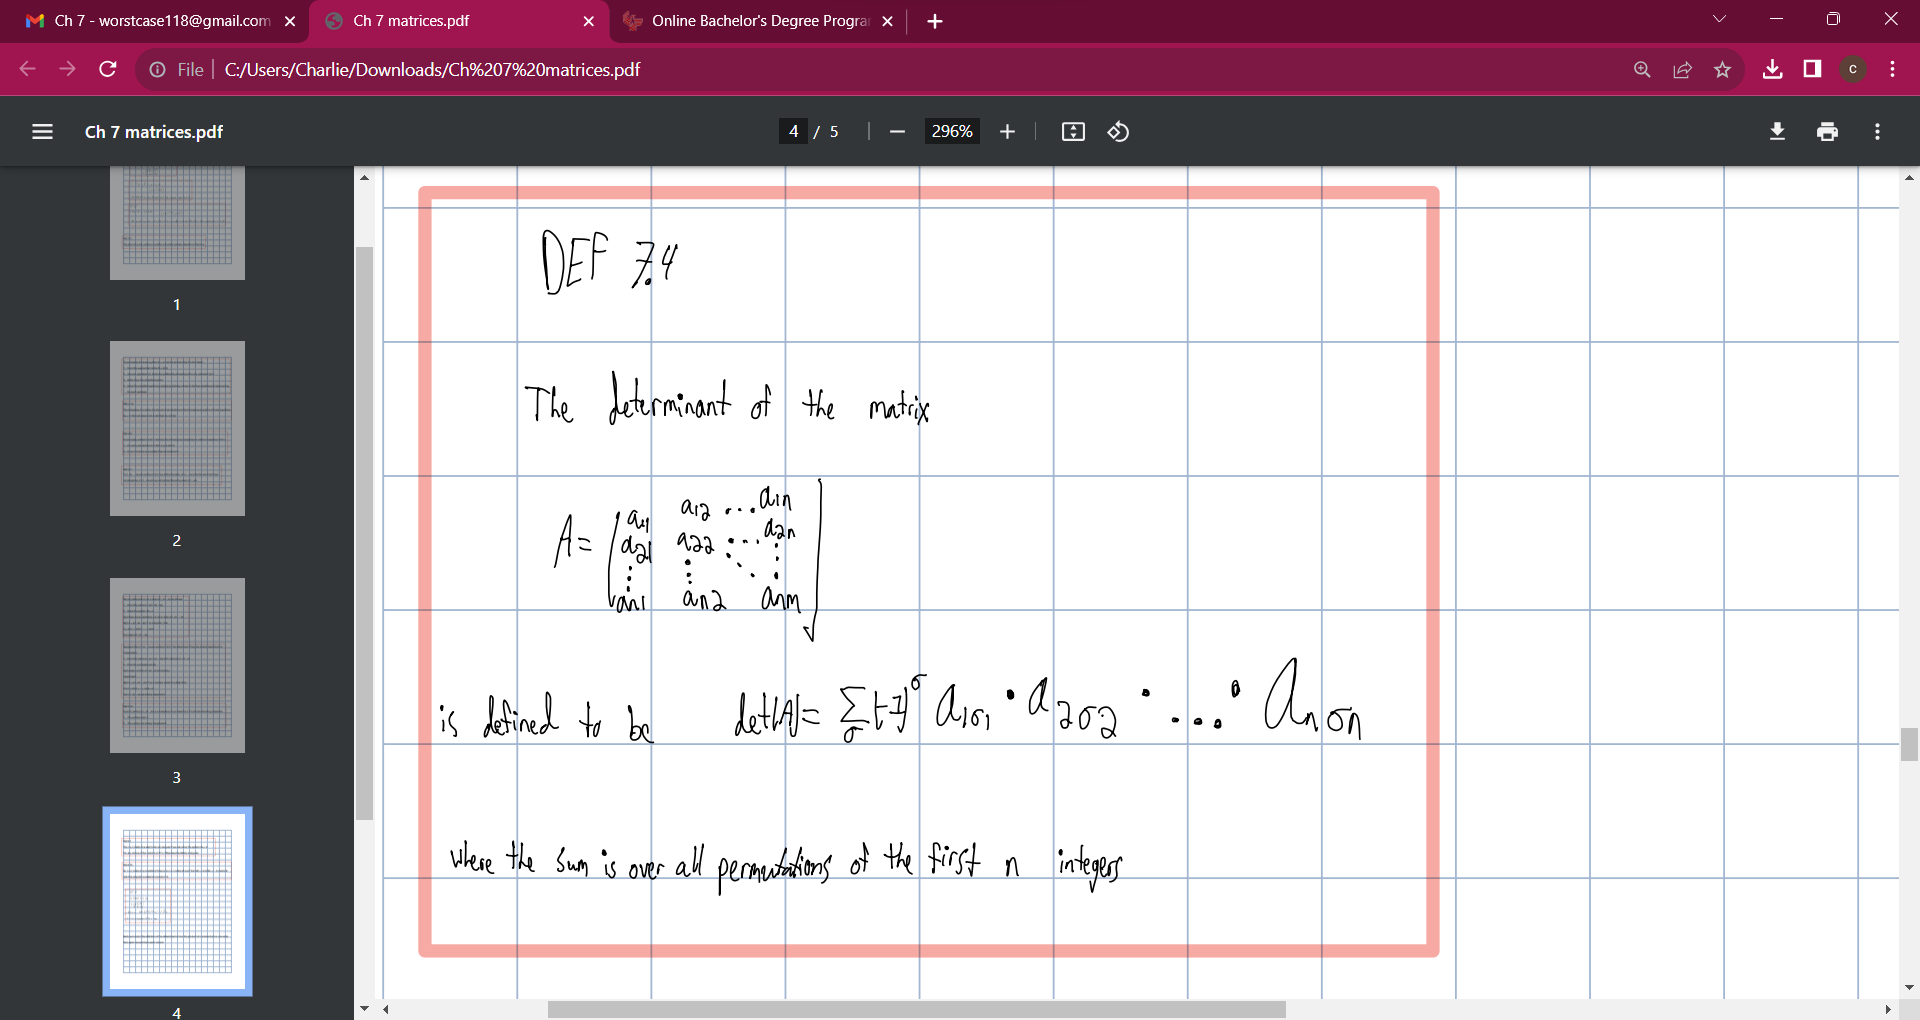 Ch 7 - worstcase118@gmail.com
Ch 7 matrices.pdf
Online Bachelor's Degree Progra
File C:/Users/Charlie/Downloads/Ch%207%20matrices.pdf
c
Ch 7 matrices.pdf
4 / 5
296%
1
2
3
4
DEF 7.4
The determinant of the matrix
A = ( a11 a12 ... a1n
a21 a22 ... a2n
⋮ ⋮ ⋱ ⋮
an1 an2 anm )
is defined to be det(A) = Σσ (-1)^σ a1σ1 · a2σ2 · ... · anσn
where the sum is over all permutations of the first n integers